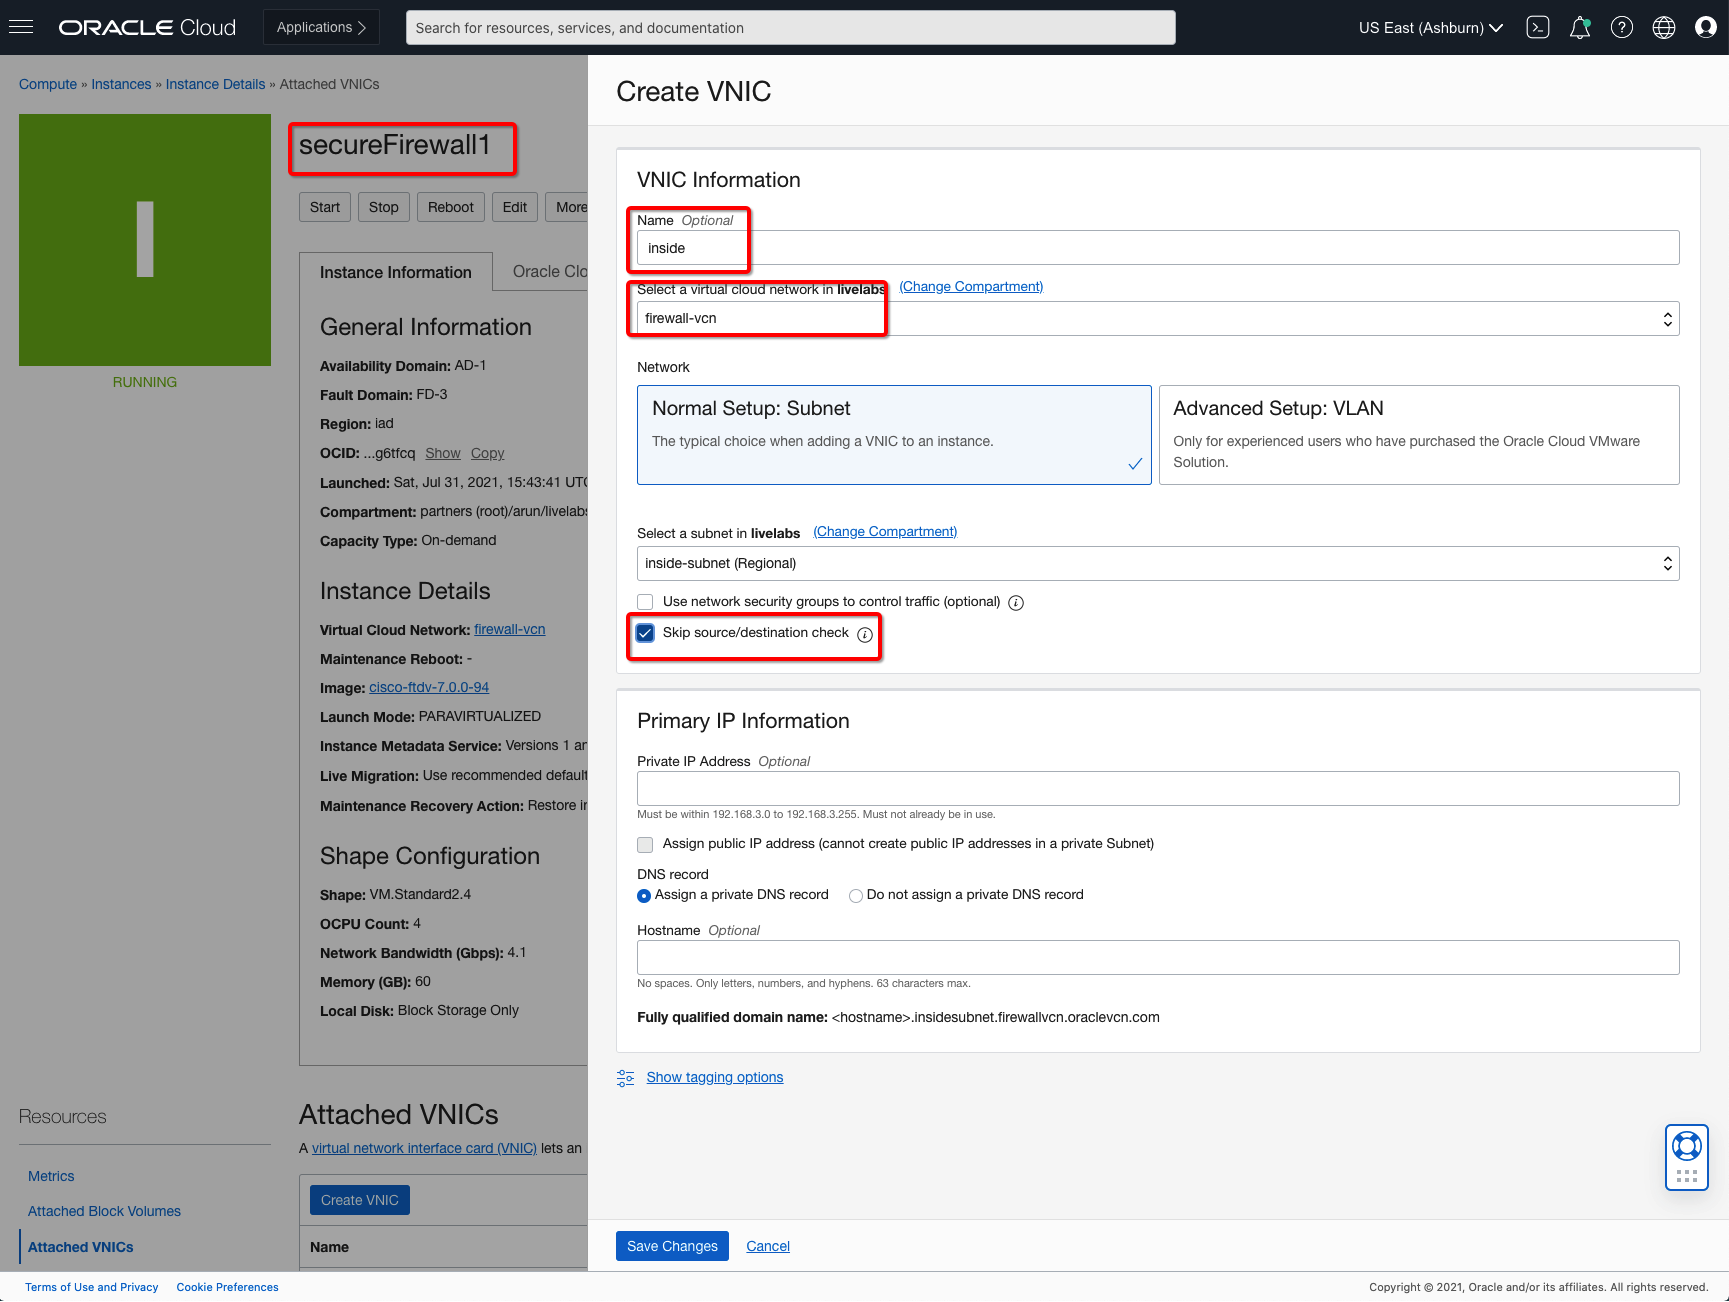 ORACLE Cloud
Applications
Search for resources, services, and documentation
US East (Ashburn)
Compute » Instances » Instance Details » Attached VNICs
I
RUNNING
secureFirewall1
Start Stop Reboot Edit More
Instance Information Oracle Clo
General Information
Availability Domain: AD-1
Fault Domain: FD-3
Region: iad
OCID: ...g6tfcq Show Copy
Launched: Sat, Jul 31, 2021, 15:43:41 UTC
Compartment: partners (root)/arun/livelabs
Capacity Type: On-demand
Instance Details
Virtual Cloud Network: firewall-vcn
Maintenance Reboot: -
Image: cisco-ftdv-7.0.0-94
Launch Mode: PARAVIRTUALIZED
Instance Metadata Service: Versions 1 an
Live Migration: Use recommended default
Maintenance Recovery Action: Restore in
Shape Configuration
Shape: VM.Standard2.4
OCPU Count: 4
Network Bandwidth (Gbps): 4.1
Memory (GB): 60
Local Disk: Block Storage Only
Resources
Metrics
Attached Block Volumes
Attached VNICs
Attached VNICs
A virtual network interface card (VNIC) lets an
Create VNIC
Name
Create VNIC
VNIC Information
Name Optional
inside
Select a virtual cloud network in livelabs (Change Compartment)
firewall-vcn
Network
Normal Setup: Subnet
The typical choice when adding a VNIC to an instance.
Advanced Setup: VLAN
Only for experienced users who have purchased the Oracle Cloud VMware
Solution.
Select a subnet in livelabs (Change Compartment)
inside-subnet (Regional)
Use network security groups to control traffic (optional)
Skip source/destination check
Primary IP Information
Private IP Address Optional
Must be within 192.168.3.0 to 192.168.3.255. Must not already be in use.
Assign public IP address (cannot create public IP addresses in a private Subnet)
DNS record
Assign a private DNS record Do not assign a private DNS record
Hostname Optional
No spaces. Only letters, numbers, and hyphens. 63 characters max.
Fully qualified domain name: <hostname>.insidesubnet.firewallvcn.oraclevcn.com
Show tagging options
Save Changes Cancel
Terms of Use and Privacy Cookie Preferences
Copyright © 2021, Oracle and/or its affiliates. All rights reserved.